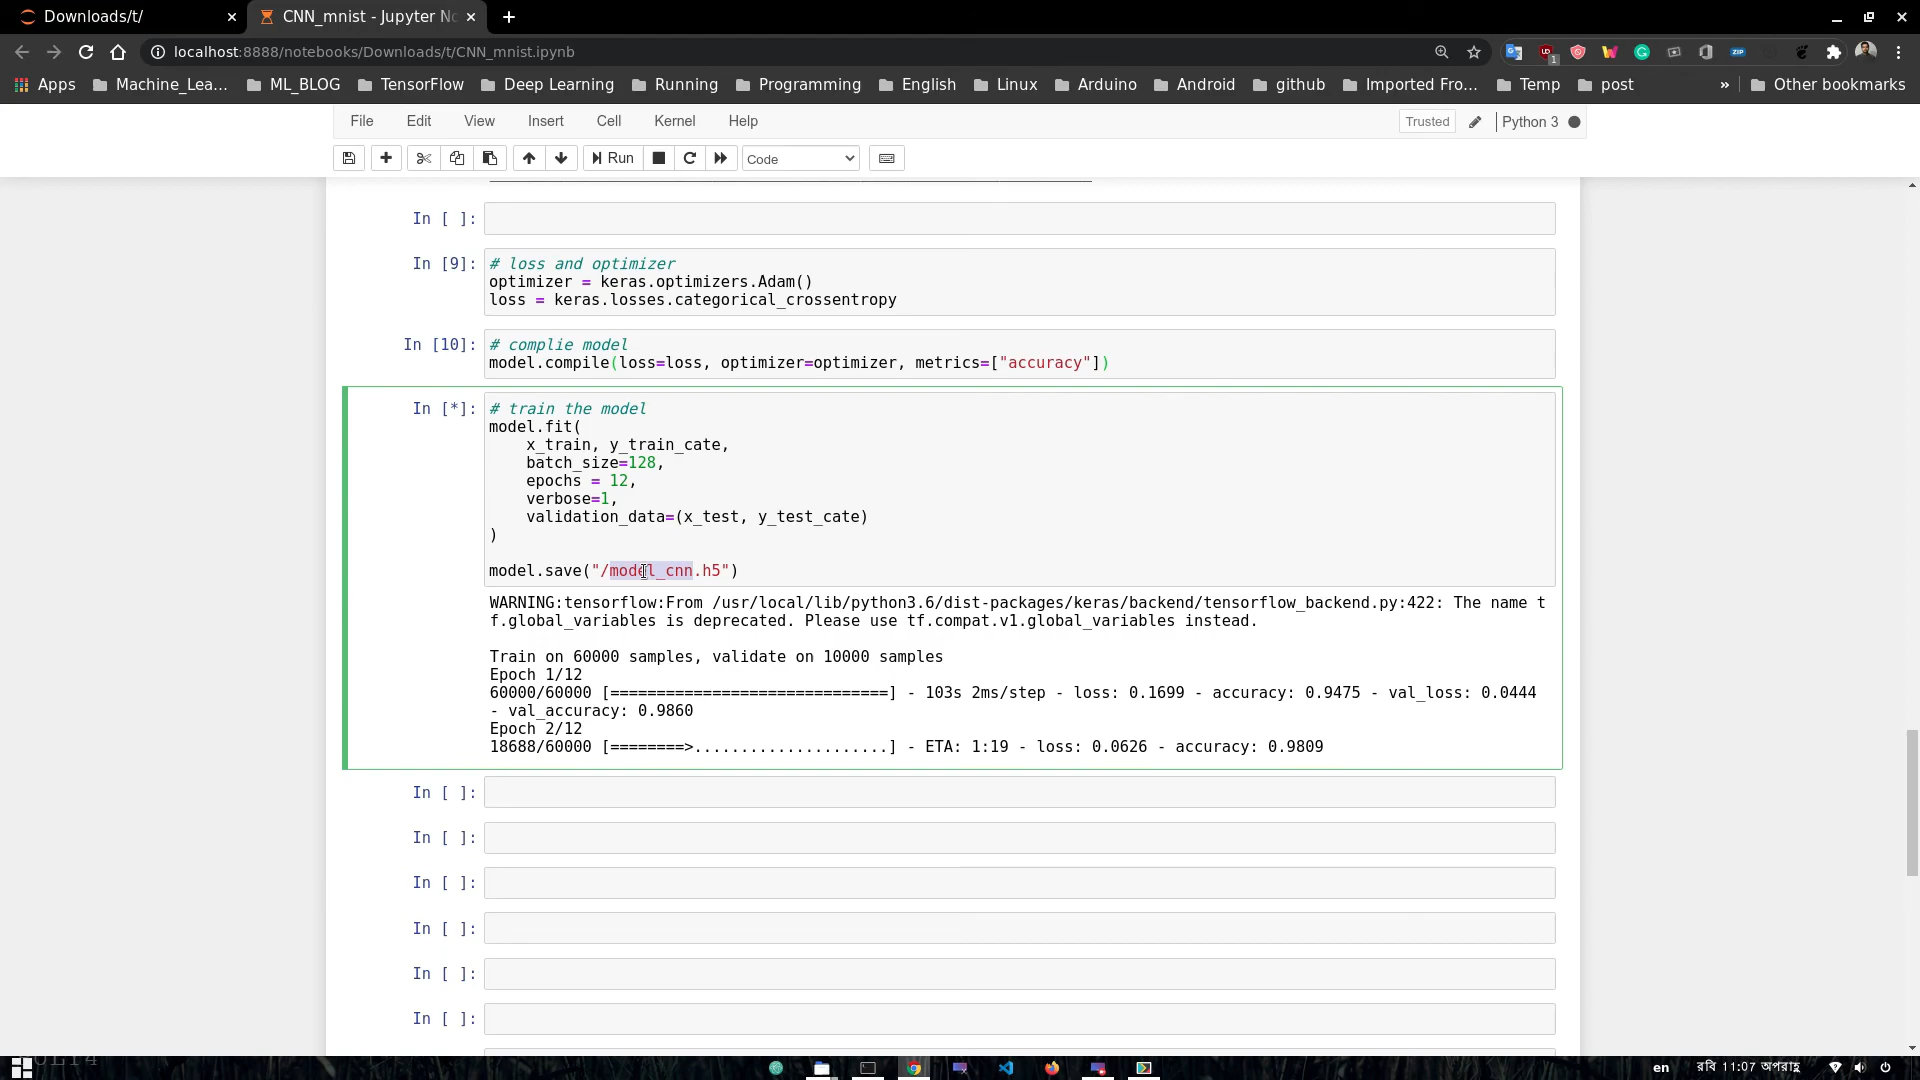 Downloads/t/
CNN_mnist - Jupyter No
localhost:8888/notebooks/Downloads/t/CNN_mnist.ipynb
Apps Machine_Lea... ML_BLOG TensorFlow Deep Learning Running Programming English Linux Arduino Android github Imported Fro... Temp post » Other bookmarks
File Edit View Insert Cell Kernel Help Trusted Python 3
Run Code
In [ ]:
In [9]: # loss and optimizer
optimizer = keras.optimizers.Adam()
loss = keras.losses.categorical_crossentropy
In [10]: # complie model
model.compile(loss=loss, optimizer=optimizer, metrics=["accuracy"])
In [*]: # train the model
model.fit(
x_train, y_train_cate,
batch_size=128,
epochs = 12,
verbose=1,
validation_data=(x_test, y_test_cate)
)
model.save("/model_cnn.h5")
WARNING:tensorflow:From /usr/local/lib/python3.6/dist-packages/keras/backend/tensorflow_backend.py:422: The name t
f.global_variables is deprecated. Please use tf.compat.v1.global_variables instead.
Train on 60000 samples, validate on 10000 samples
Epoch 1/12
60000/60000 [==============================] - 103s 2ms/step - loss: 0.1699 - accuracy: 0.9475 - val_loss: 0.0444
- val_accuracy: 0.9860
Epoch 2/12
18688/60000 [========>.....................] - ETA: 1:19 - loss: 0.0626 - accuracy: 0.9809
In [ ]:
In [ ]:
In [ ]:
In [ ]:
In [ ]:
In [ ]:
en রবি 11:07 অপরাহ্ণ